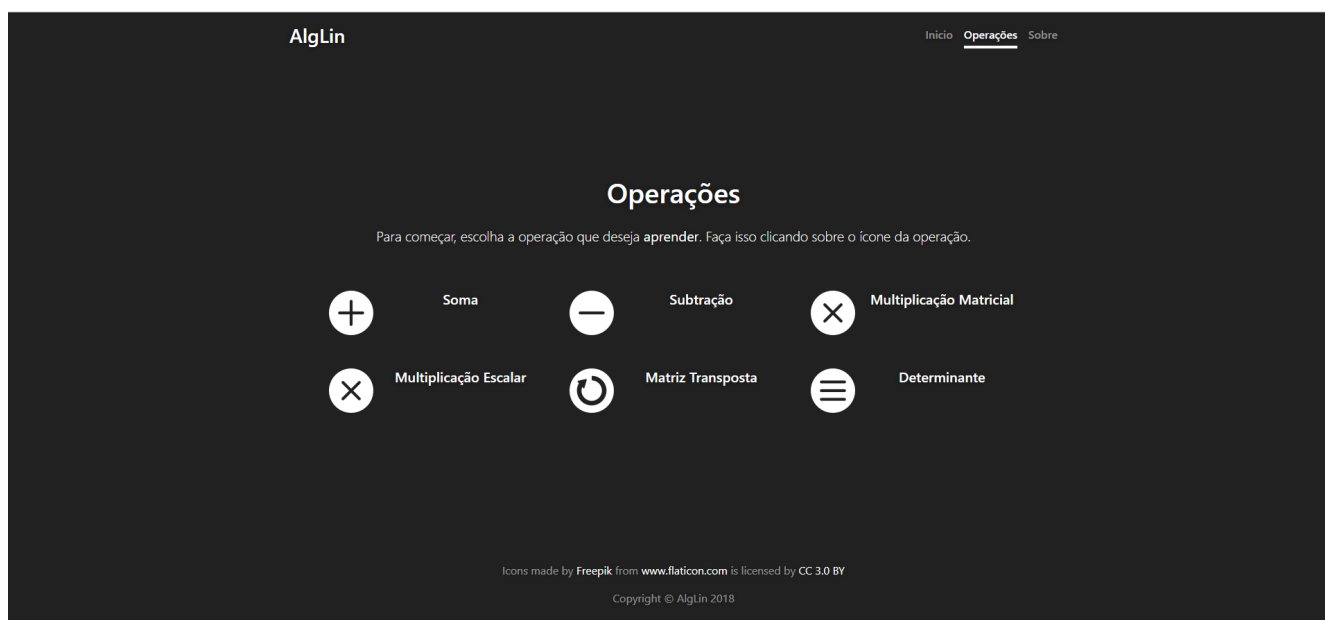 AlgLin
Inicio Operações Sobre
Operações
Para começar, escolha a operação que deseja aprender. Faça isso clicando sobre o ícone da operação.
Soma
Subtração
Multiplicação Matricial
Multiplicação Escalar
Matriz Transposta
Determinante
Icons made by Freepik from www.flaticon.com is licensed by CC 3.0 BY
Copyright © AlgLin 2018